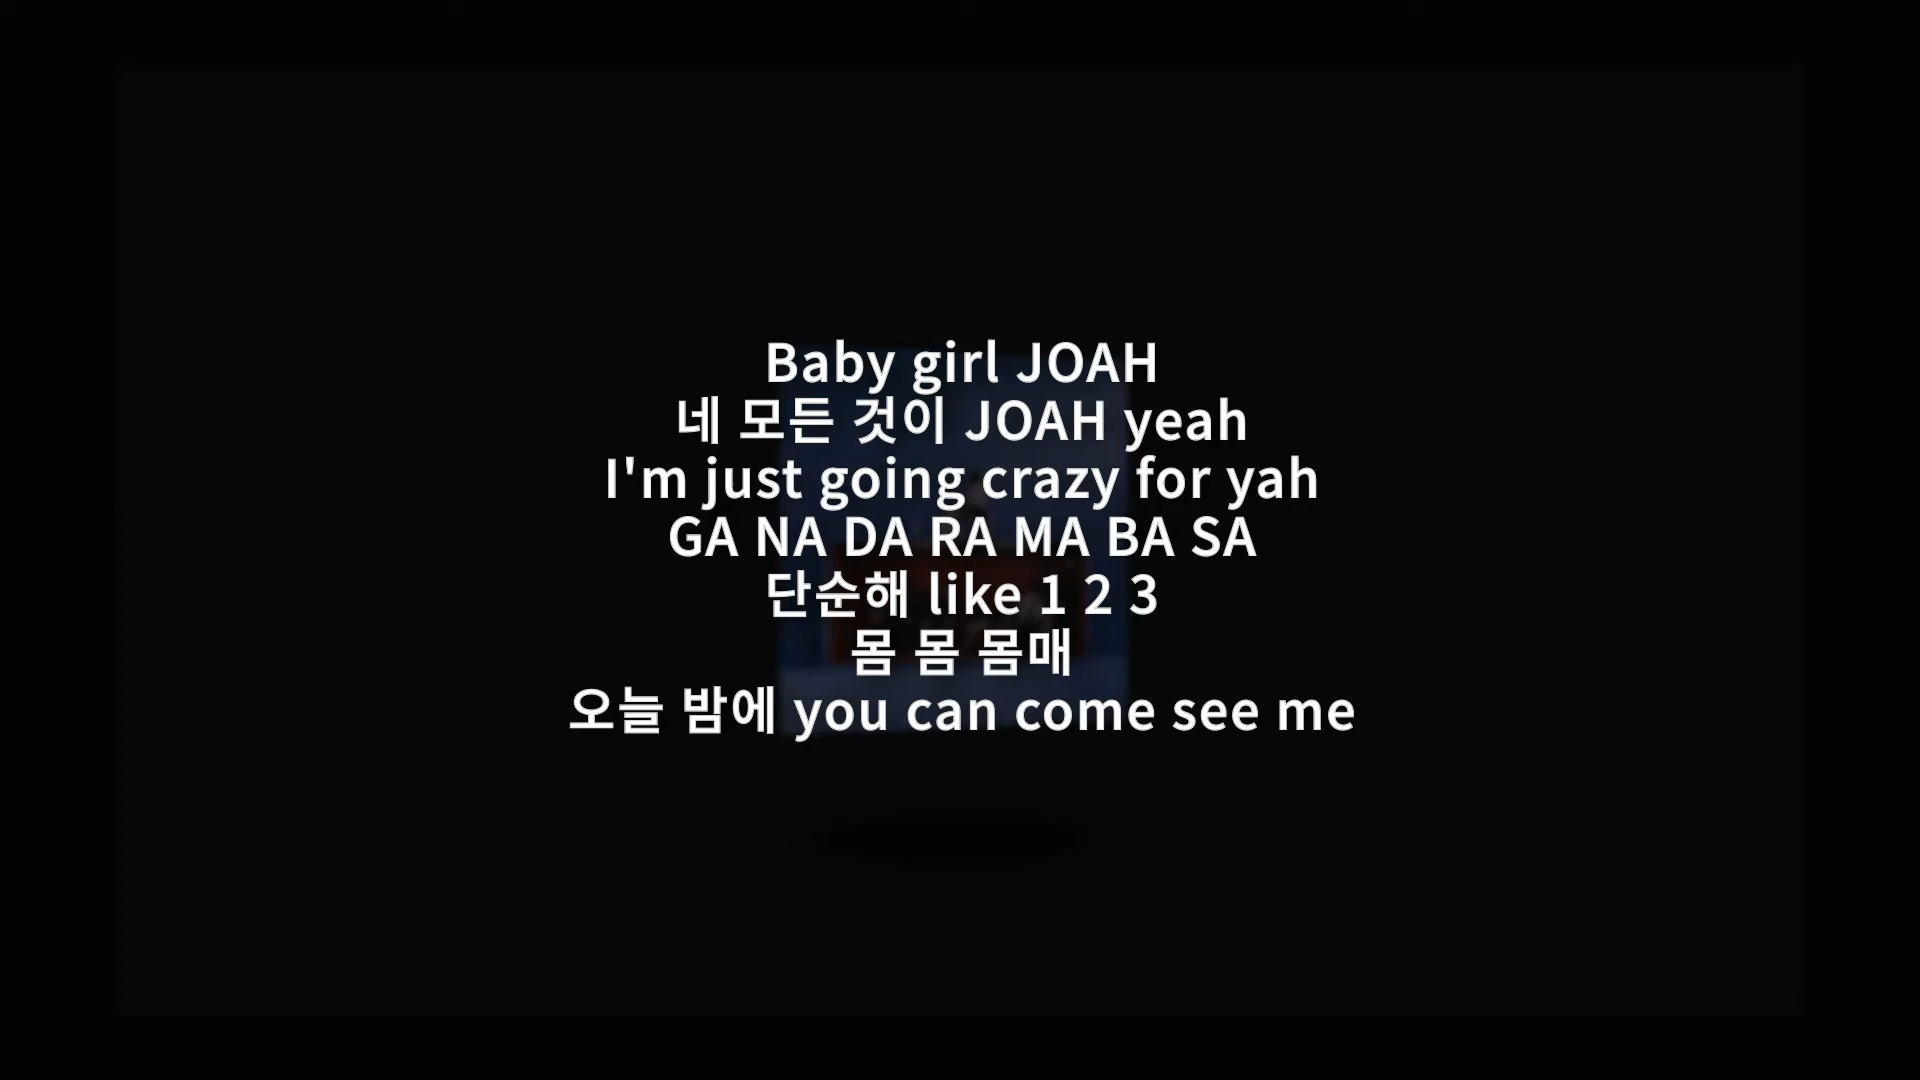 Baby girl JOAH
네 모든 것이 JOAH yeah
I'm just going crazy for yah
GA NA DA RA MA BA SA
단순해 like 1 2 3
몸 몸 몸매
오늘 밤에 you can come see me